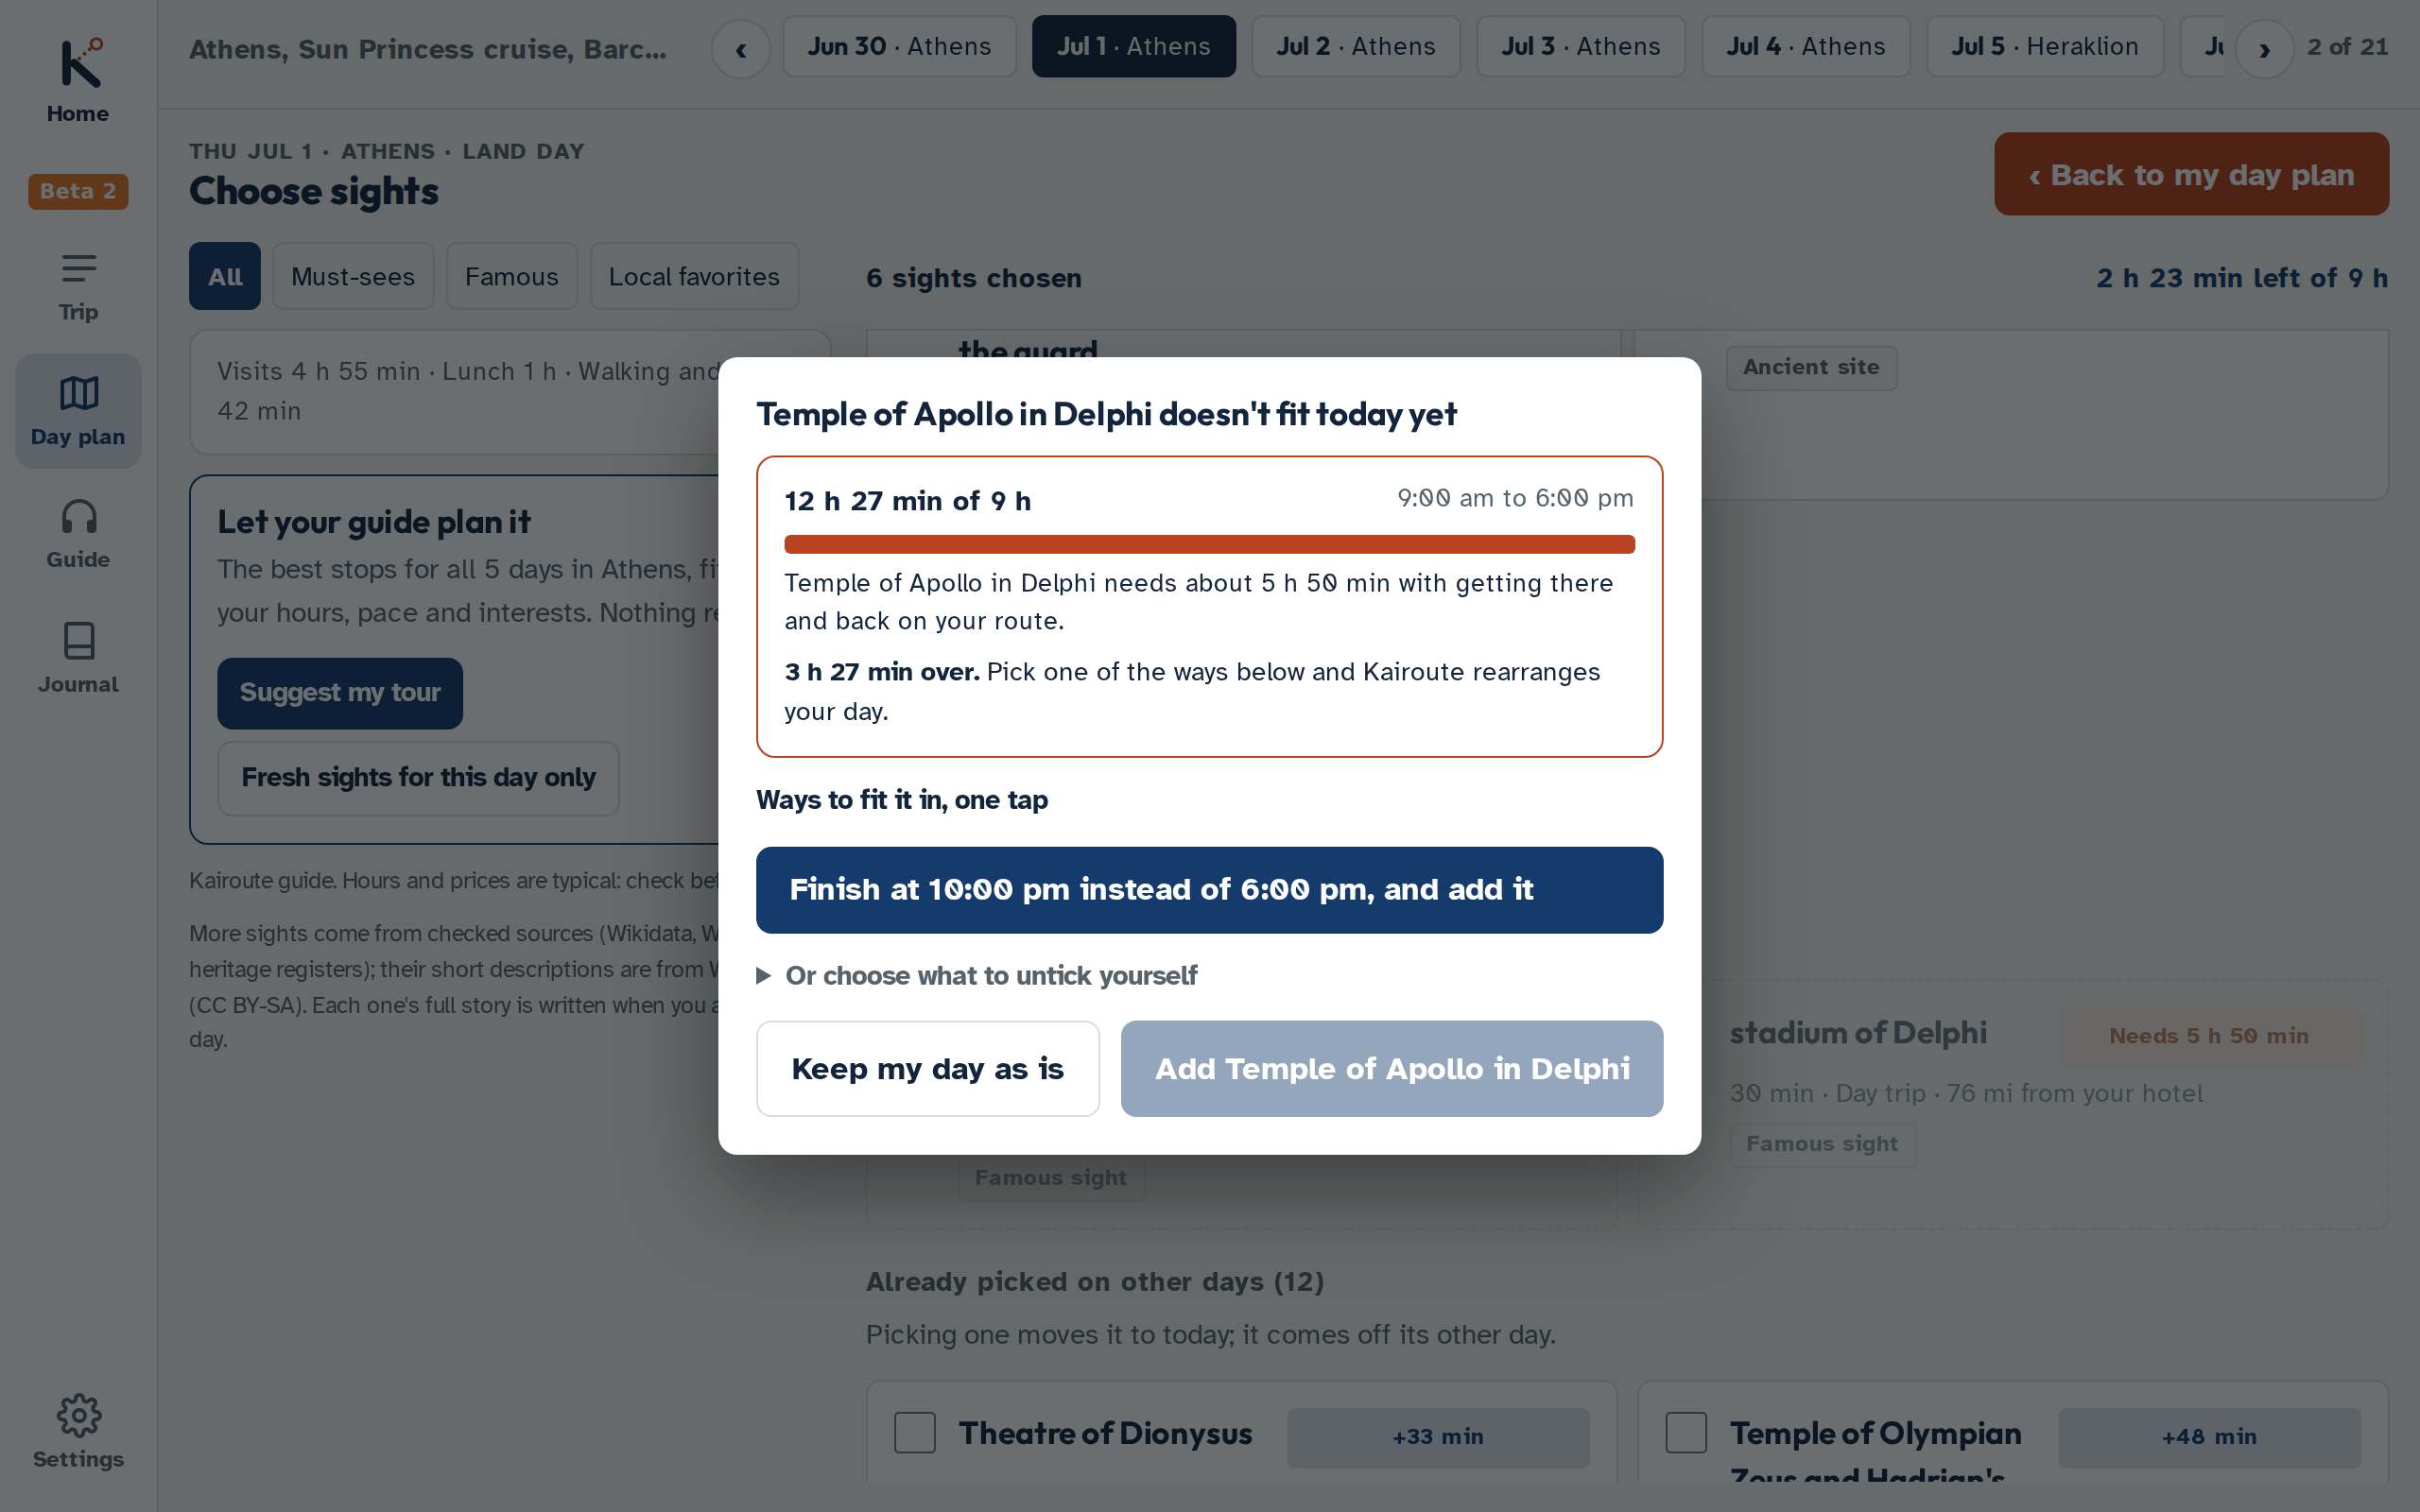 Home
Beta 2
Trip
Day plan
Guide
Journal
Settings
Athens, Sun Princess cruise, Barc...
‹
Jun 30 · Athens
Jul 1 · Athens
Jul 2 · Athens
Jul 3 · Athens
Jul 4 · Athens
Jul 5 · Heraklion
›
2 of 21
THU JUL 1 · ATHENS · LAND DAY
Choose sights
‹ Back to my day plan
All
Must-sees
Famous
Local favorites
6 sights chosen
2 h 23 min left of 9 h
Visits 4 h 55 min · Lunch 1 h · Walking and
42 min
the guard
Ancient site
Let your guide plan it
The best stops for all 5 days in Athens,
your hours, pace and interests. Nothing
Suggest my tour
Fresh sights for this day only
Kairoute guide. Hours and prices are typical: check
More sights come from checked sources (Wikidata,
heritage registers); their short descriptions are from
(CC BY-SA). Each one's full story is written when you
day.
Temple of Apollo in Delphi doesn't fit today yet
12 h 27 min of 9 h
9:00 am to 6:00 pm
Temple of Apollo in Delphi needs about 5 h 50 min with getting there
and back on your route.
3 h 27 min over. Pick one of the ways below and Kairoute rearranges
your day.
Ways to fit it in, one tap
Finish at 10:00 pm instead of 6:00 pm, and add it
Or choose what to untick yourself
Keep my day as is
Add Temple of Apollo in Delphi
stadium of Delphi
Needs 5 h 50 min
30 min · Day trip · 76 mi from your hotel
Famous sight
Famous sight
Already picked on other days (12)
Picking one moves it to today; it comes off its other day.
Theatre of Dionysus
+33 min
Temple of Olympian
Zeus and Hadrian's
+48 min